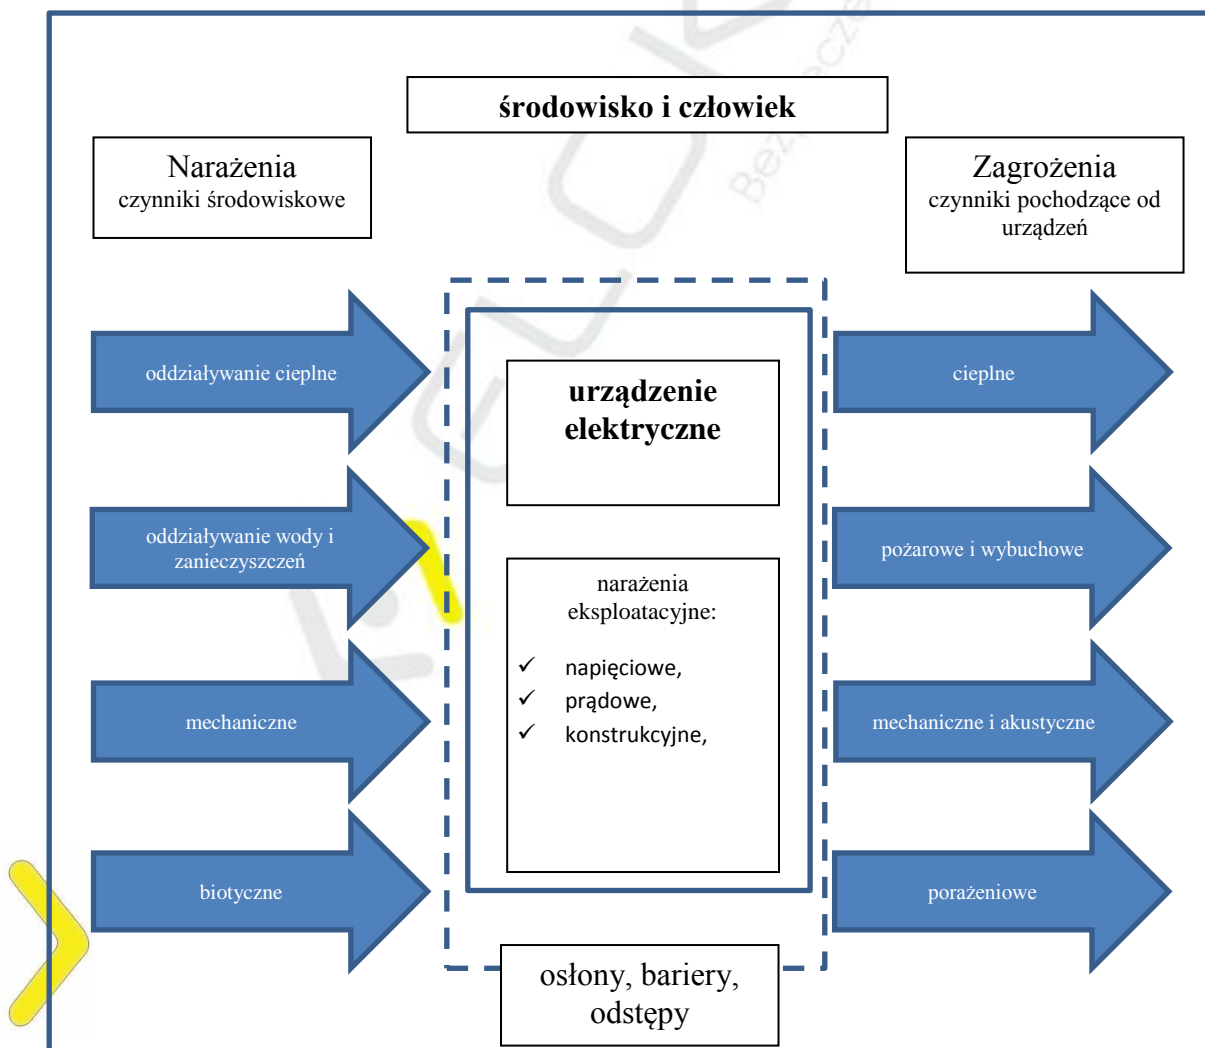 środowisko i człowiek
Narażenia
czynniki środowiskowe
Zagrożenia
czynniki pochodzące od
urządzeń
oddziaływanie cieplne
oddziaływanie wody i
zanieczyszczeń
mechaniczne
biotyczne
urządzenie
elektryczne
narażenia
eksploatacyjne:
✓ napięciowe,
✓ prądowe,
✓ konstrukcyjne,
cieplne
pożarowe i wybuchowe
mechaniczne i akustyczne
porażeniowe
osłony, bariery,
odstępy